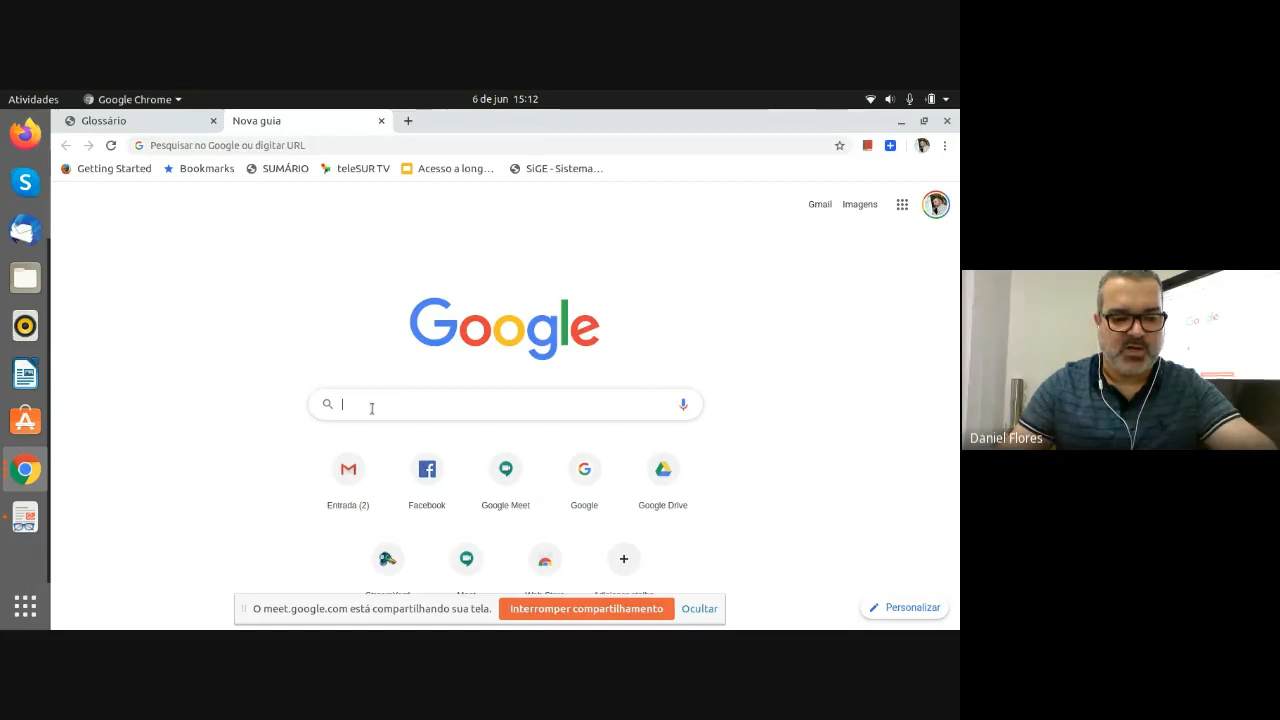 Atividades
Google Chrome
6 de jun 15:12
Glossário
Nova guia
Pesquisar no Google ou digitar URL
Getting Started
Bookmarks
SUMÁRIO
teleSUR TV
Acesso a long...
SiGE - Sistema...
Gmail
Imagens
Google
Entrada (2)
Facebook
Google Meet
Google
Google Drive
O meet.google.com está compartilhando sua tela.
Interromper compartilhamento
Ocultar
Personalizar
Daniel Flores